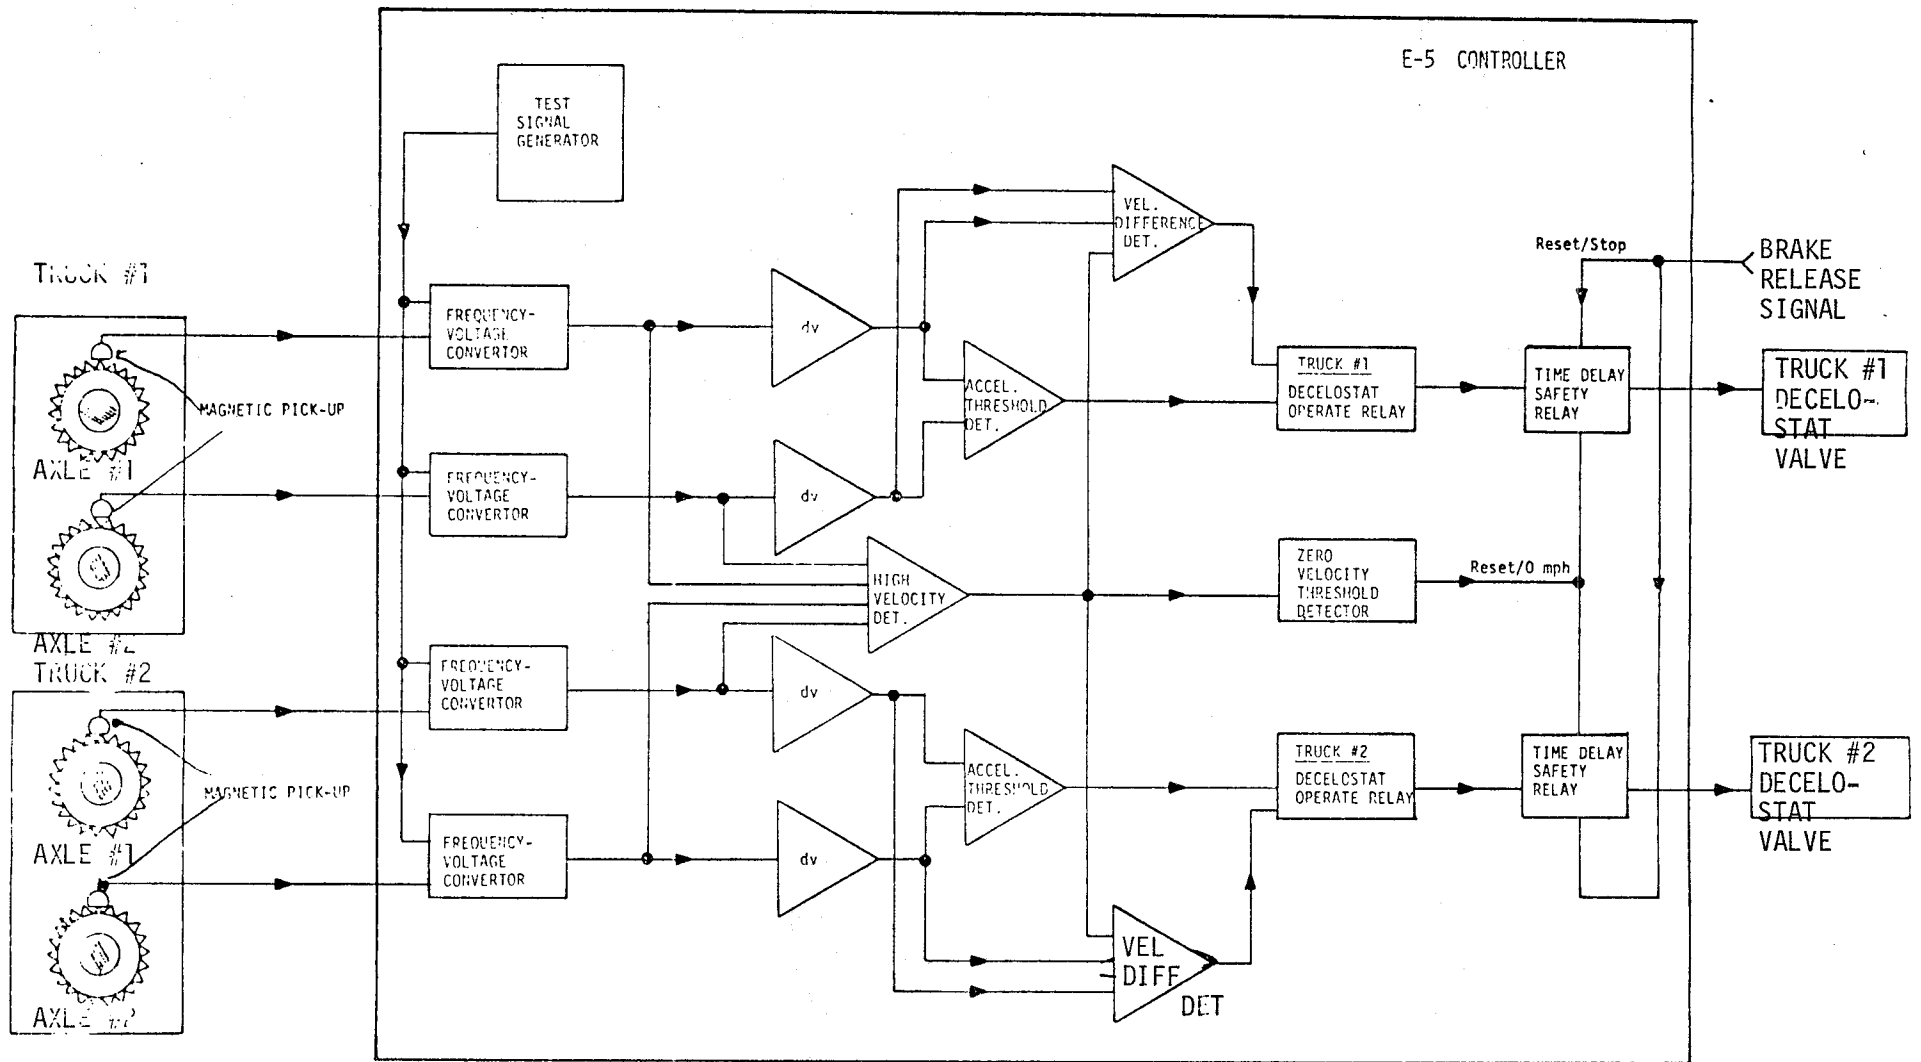 E-5 CONTROLLER
TEST
SIGNAL
GENERATOR
TRUCK #1
MAGNETIC PICK-UP
AXLE #1
AXLE #2
TRUCK #2
MAGNETIC PICK-UP
AXLE #1
AXLE #2
FREQUENCY-
VOLTAGE
CONVERTOR
FREQUENCY-
VOLTAGE
CONVERTOR
FREQUENCY-
VOLTAGE
CONVERTOR
FREQUENCY-
VOLTAGE
CONVERTOR
dv
dv
dv
dv
HIGH
VELOCITY
DET.
ACCEL.
THRESHOLD
DET.
ACCEL.
THRESHOLD
DET.
VEL.
DIFFERENCE
DET.
VEL
DIFF
DET
TRUCK #1
DECELOSTAT
OPERATE RELAY
ZERO
VELOCITY
THRESHOLD
DETECTOR
TRUCK #2
DECELOSTAT
OPERATE RELAY
Reset/Stop
Reset/0 mph
TIME DELAY
SAFETY
RELAY
TIME DELAY
SAFETY
RELAY
BRAKE
RELEASE
SIGNAL
TRUCK #1
DECELO-
STAT
VALVE
TRUCK #2
DECELO-
STAT
VALVE